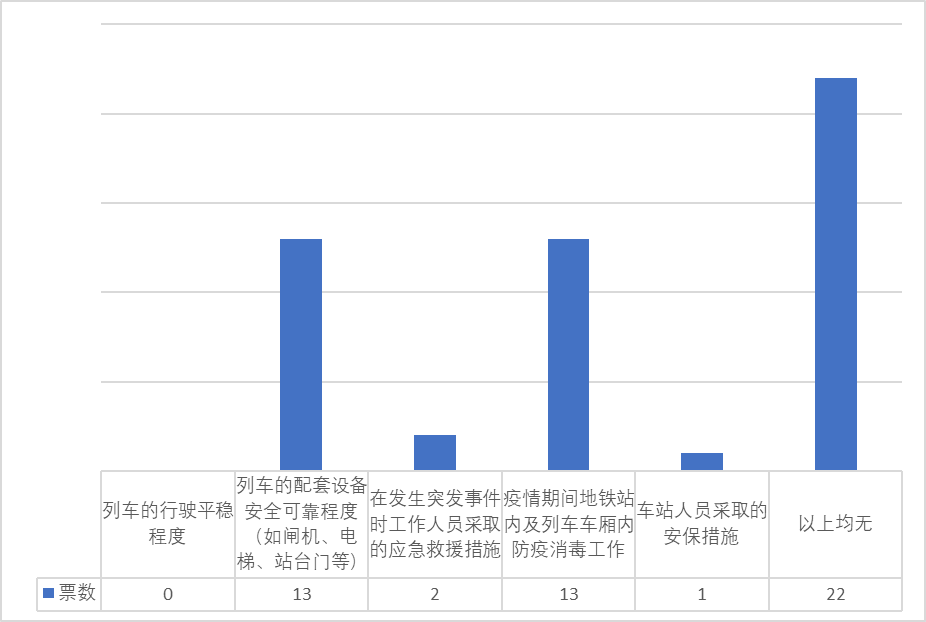 列车的行驶平稳
程度
列车的配套设备
安全可靠程度
（如闸机、电
梯、站台门等）
在发生突发事件
时工作人员采取
的应急救援措施
疫情期间地铁站
内及列车车厢内
防疫消毒工作
车站人员采取的
安保措施
以上均无
票数 0 13 2 13 1 22